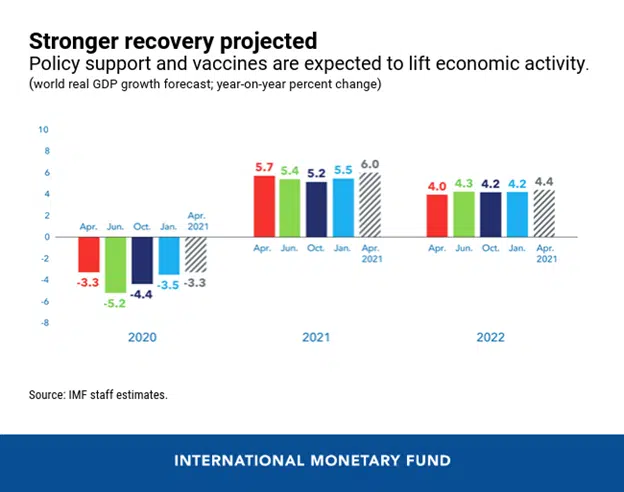 Stronger recovery projected
Policy support and vaccines are expected to lift economic activity.
(world real GDP growth forecast; year-on-year percent change)
10
8
6
4
2
0
-2
-4
-6
-8
Apr. Jun. Oct. Jan. Apr. 2021
-3.3 -5.2 -4.4 -3.5 -3.3
2020
5.7 5.4 5.2 5.5 6.0
Apr. Jun. Oct. Jan. Apr. 2021
2021
4.0 4.3 4.2 4.2 4.4
Apr. Jun. Oct. Jan. Apr. 2021
2022
Source: IMF staff estimates.
INTERNATIONAL MONETARY FUND